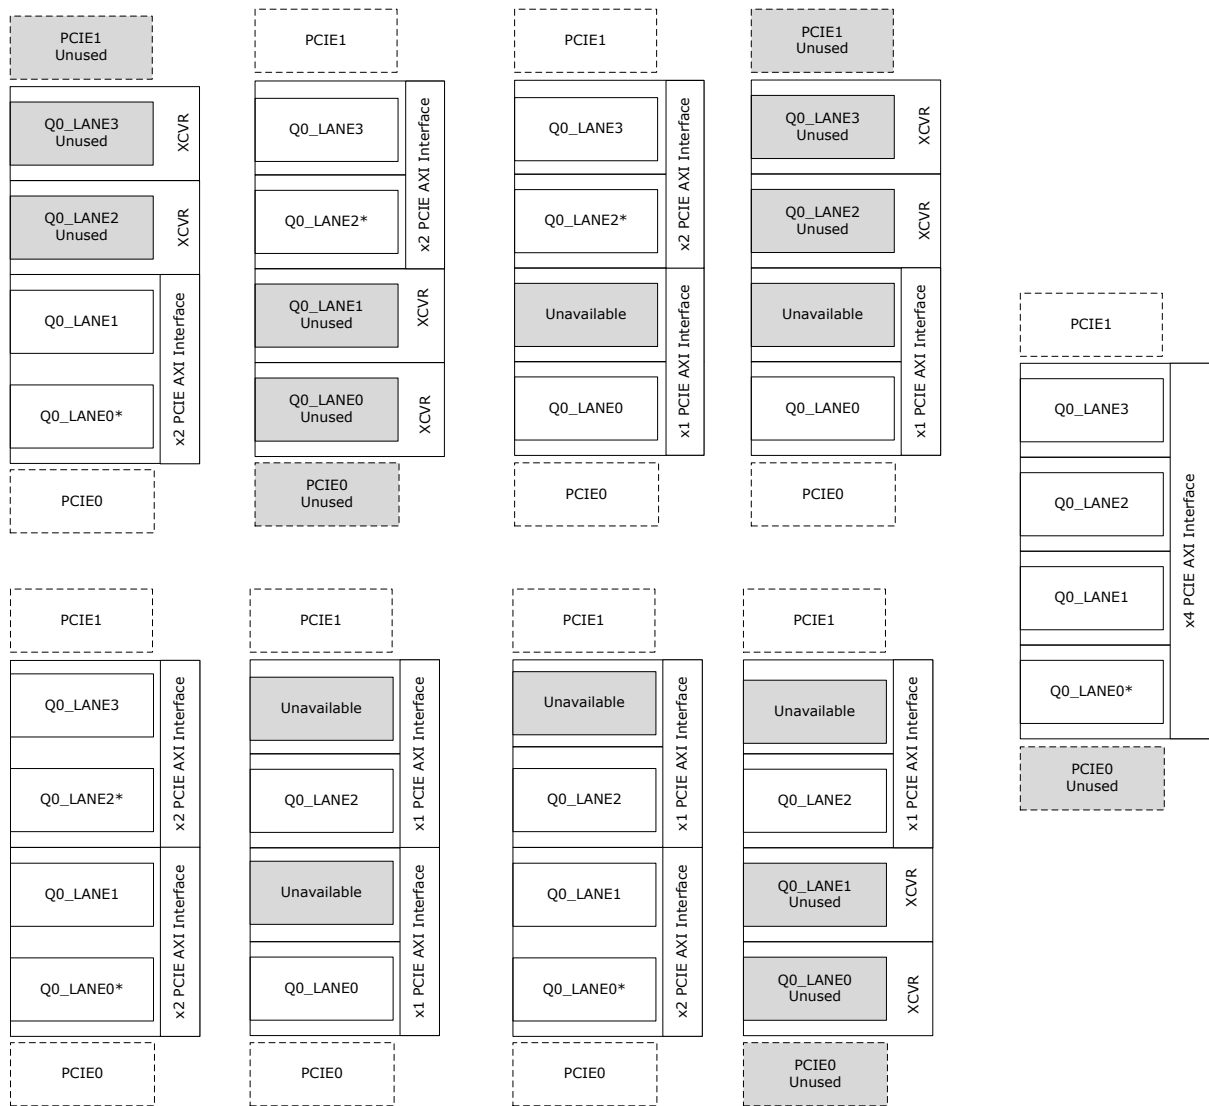 PCIE1
Unused
Q0_LANE3
Unused
XCVR
Q0_LANE2
Unused
XCVR
Q0_LANE1
Q0_LANE0*
x2 PCIE AXI Interface
PCIE0
PCIE1
Q0_LANE3
Q0_LANE2*
x2 PCIE AXI Interface
Q0_LANE1
Unused
XCVR
Q0_LANE0
Unused
XCVR
PCIE0
Unused
PCIE1
Q0_LANE3
Q0_LANE2*
x2 PCIE AXI Interface
Unavailable
Q0_LANE0
x1 PCIE AXI Interface
PCIE0
PCIE1
Unused
Q0_LANE3
Unused
XCVR
Q0_LANE2
Unused
XCVR
Unavailable
Q0_LANE0
x1 PCIE AXI Interface
PCIE0
PCIE1
Q0_LANE3
Q0_LANE2
Q0_LANE1
Q0_LANE0*
x4 PCIE AXI Interface
PCIE0
Unused
PCIE1
Q0_LANE3
Q0_LANE2*
x2 PCIE AXI Interface
Q0_LANE1
Q0_LANE0*
x2 PCIE AXI Interface
PCIE0
PCIE1
Unavailable
Q0_LANE2
x1 PCIE AXI Interface
Unavailable
Q0_LANE0
x1 PCIE AXI Interface
PCIE0
PCIE1
Unavailable
Q0_LANE2
x1 PCIE AXI Interface
Q0_LANE1
Q0_LANE0*
x2 PCIE AXI Interface
PCIE0
PCIE1
Unavailable
Q0_LANE2
x1 PCIE AXI Interface
Q0_LANE1
Unused
XCVR
Q0_LANE0
Unused
XCVR
PCIE0
Unused